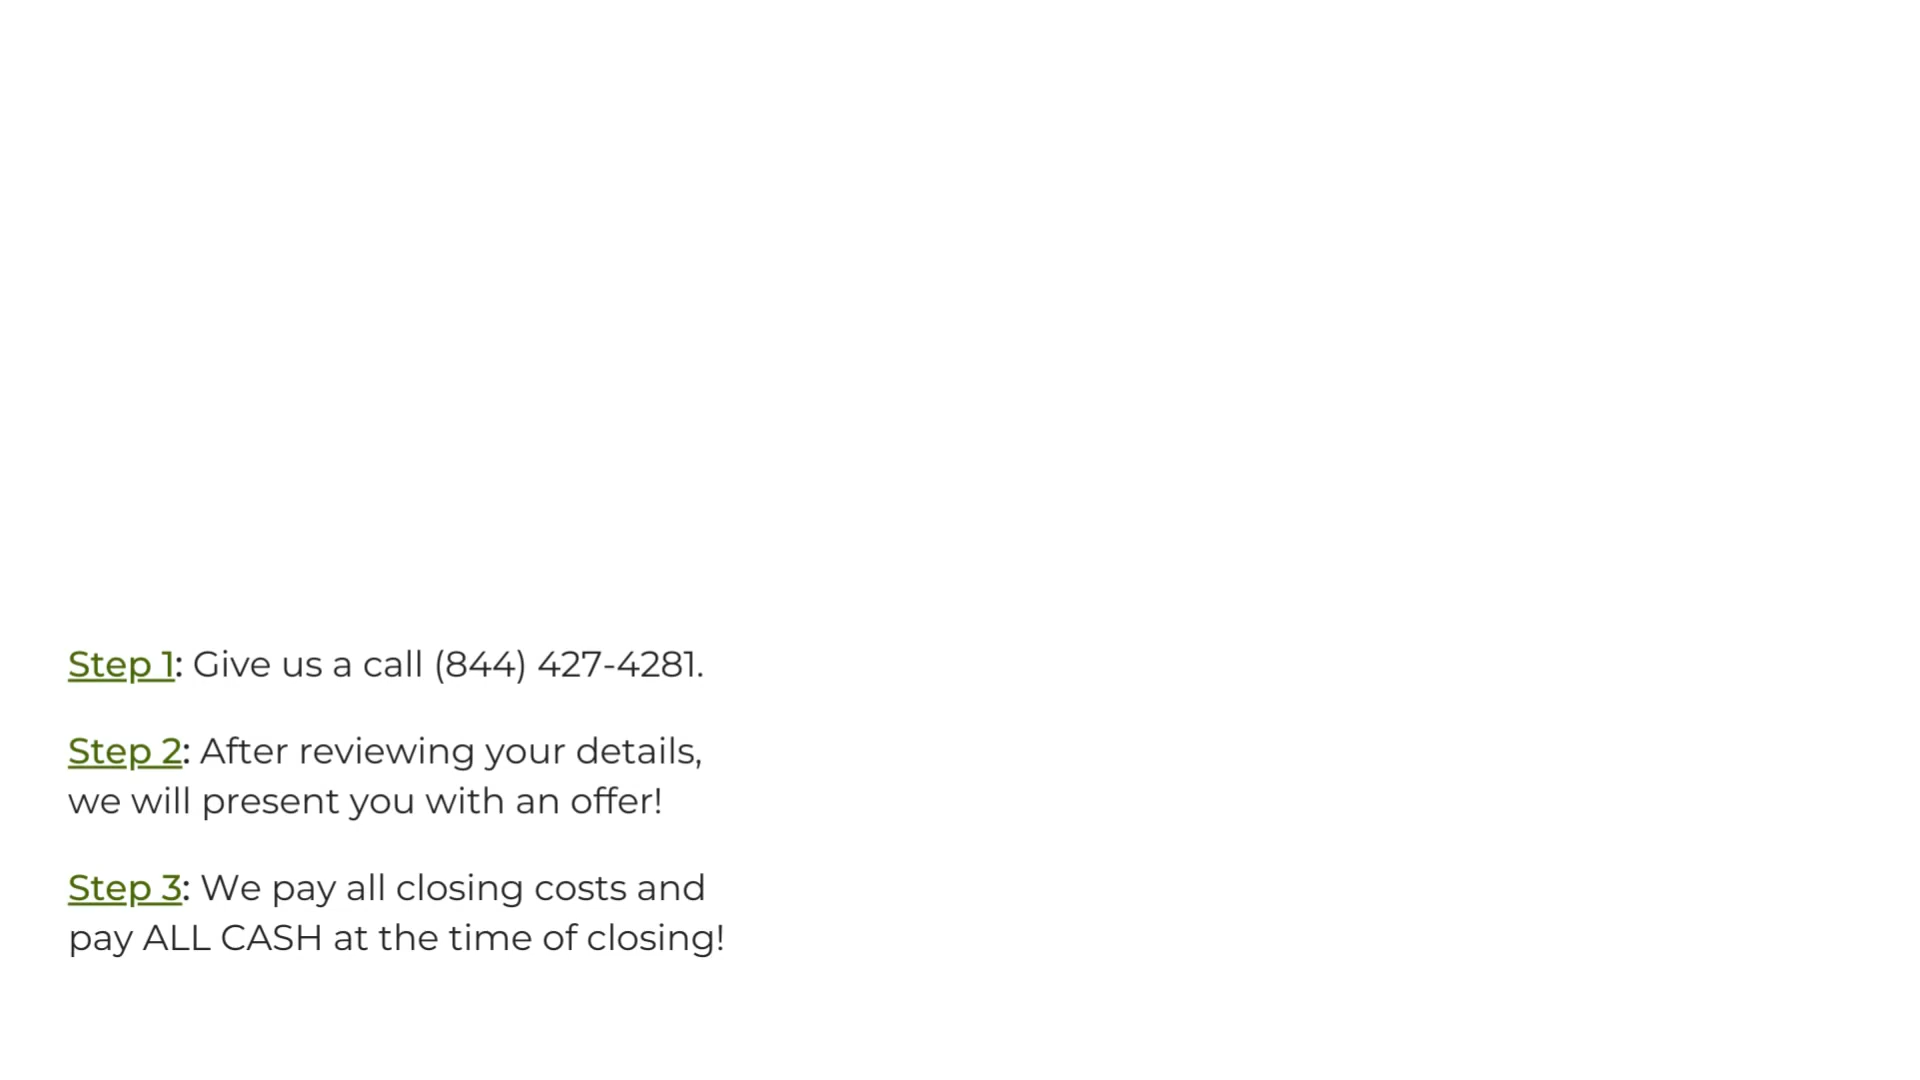 Step 1: Give us a call (844) 427-4281.
Step 2: After reviewing your details,
we will present you with an offer!
Step 3: We pay all closing costs and
pay ALL CASH at the time of closing!